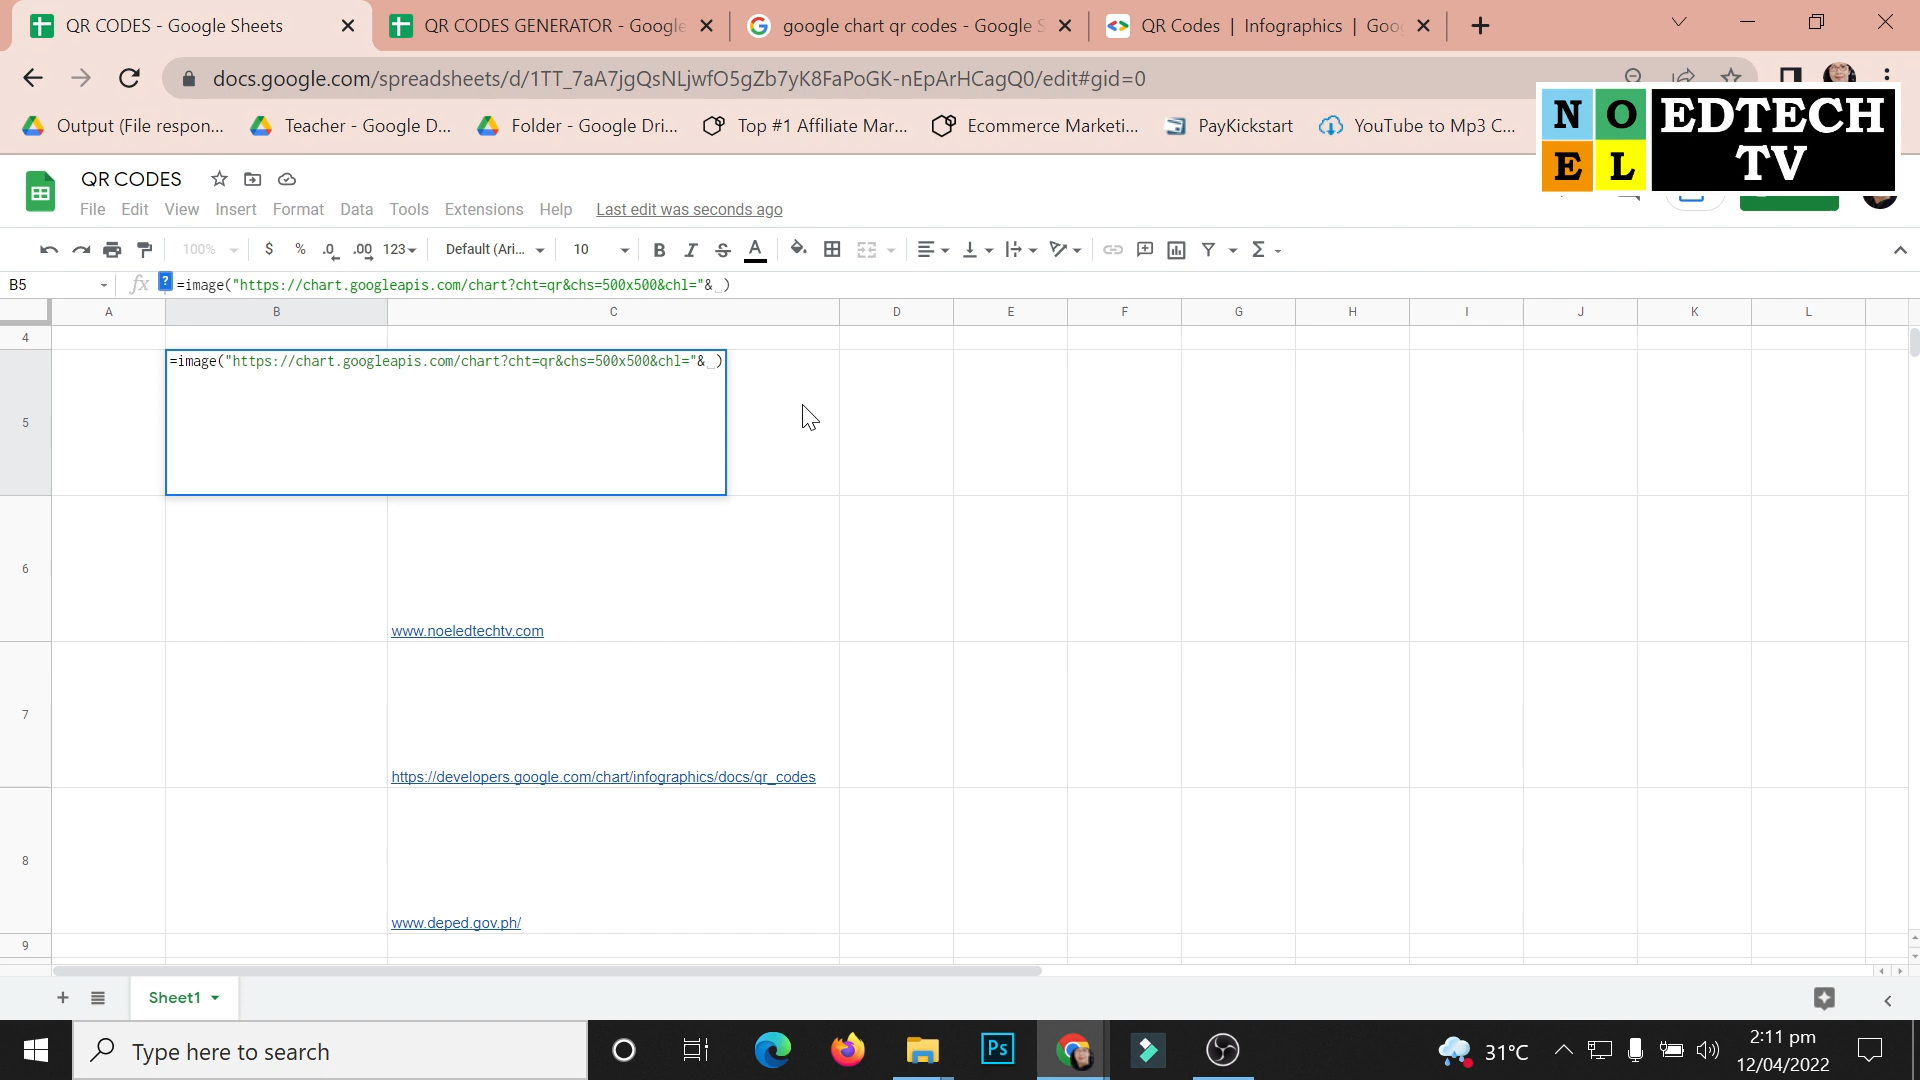 QR CODES - Google Sheets
QR CODES GENERATOR - Google
google chart qr codes - Google S
QR Codes | Infographics | Goo
docs.google.com/spreadsheets/d/1TT_7aA7jgQsNLjwfO5gZb7yK8FaPoGK-nEpArHCagQ0/edit#gid=0
Output (File respon...
Teacher - Google D...
Folder - Google Dri...
Top #1 Affiliate Mar...
Ecommerce Marketi...
PayKickstart
YouTube to Mp3 C...
NOEL
EDTECH
TV
QR CODES
File Edit View Insert Format Data Tools Extensions Help Last edit was seconds ago
100% $ % .0 .00 123 Default (Ari... 10 B I S A
B5 fx ? =image("https://chart.googleapis.com/chart?cht=qr&chs=500x500&chl="& )
A B C D E F G H I J K L
4
=image("https://chart.googleapis.com/chart?cht=qr&chs=500x500&chl="& )
5
6
www.noeledtechtv.com
7
https://developers.google.com/chart/infographics/docs/qr_codes
8
www.deped.gov.ph/
9
Sheet1
Type here to search
Ps
31°C
2:11 pm
12/04/2022